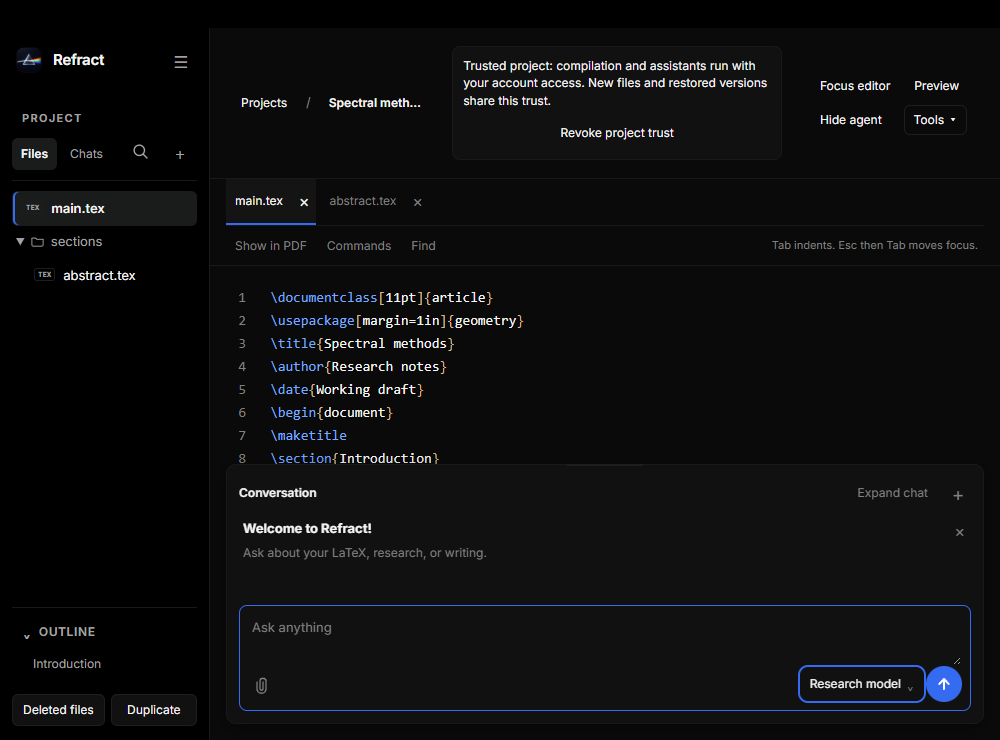 Refract
PROJECT
Files
Chats
+
TEX main.tex
sections
TEX abstract.tex
OUTLINE
Introduction
Deleted files
Duplicate
Projects / Spectral meth...
Trusted project: compilation and assistants run with
your account access. New files and restored versions
share this trust.
Revoke project trust
Focus editor
Preview
Hide agent
Tools
main.tex ×
abstract.tex ×
Show in PDF
Commands
Find
Tab indents. Esc then Tab moves focus.
1 \documentclass[11pt]{article}
2 \usepackage[margin=1in]{geometry}
3 \title{Spectral methods}
4 \author{Research notes}
5 \date{Working draft}
6 \begin{document}
7 \maketitle
8 \section{Introduction}
Conversation
Expand chat
+
Welcome to Refract!
×
Ask about your LaTeX, research, or writing.
Ask anything
Research model